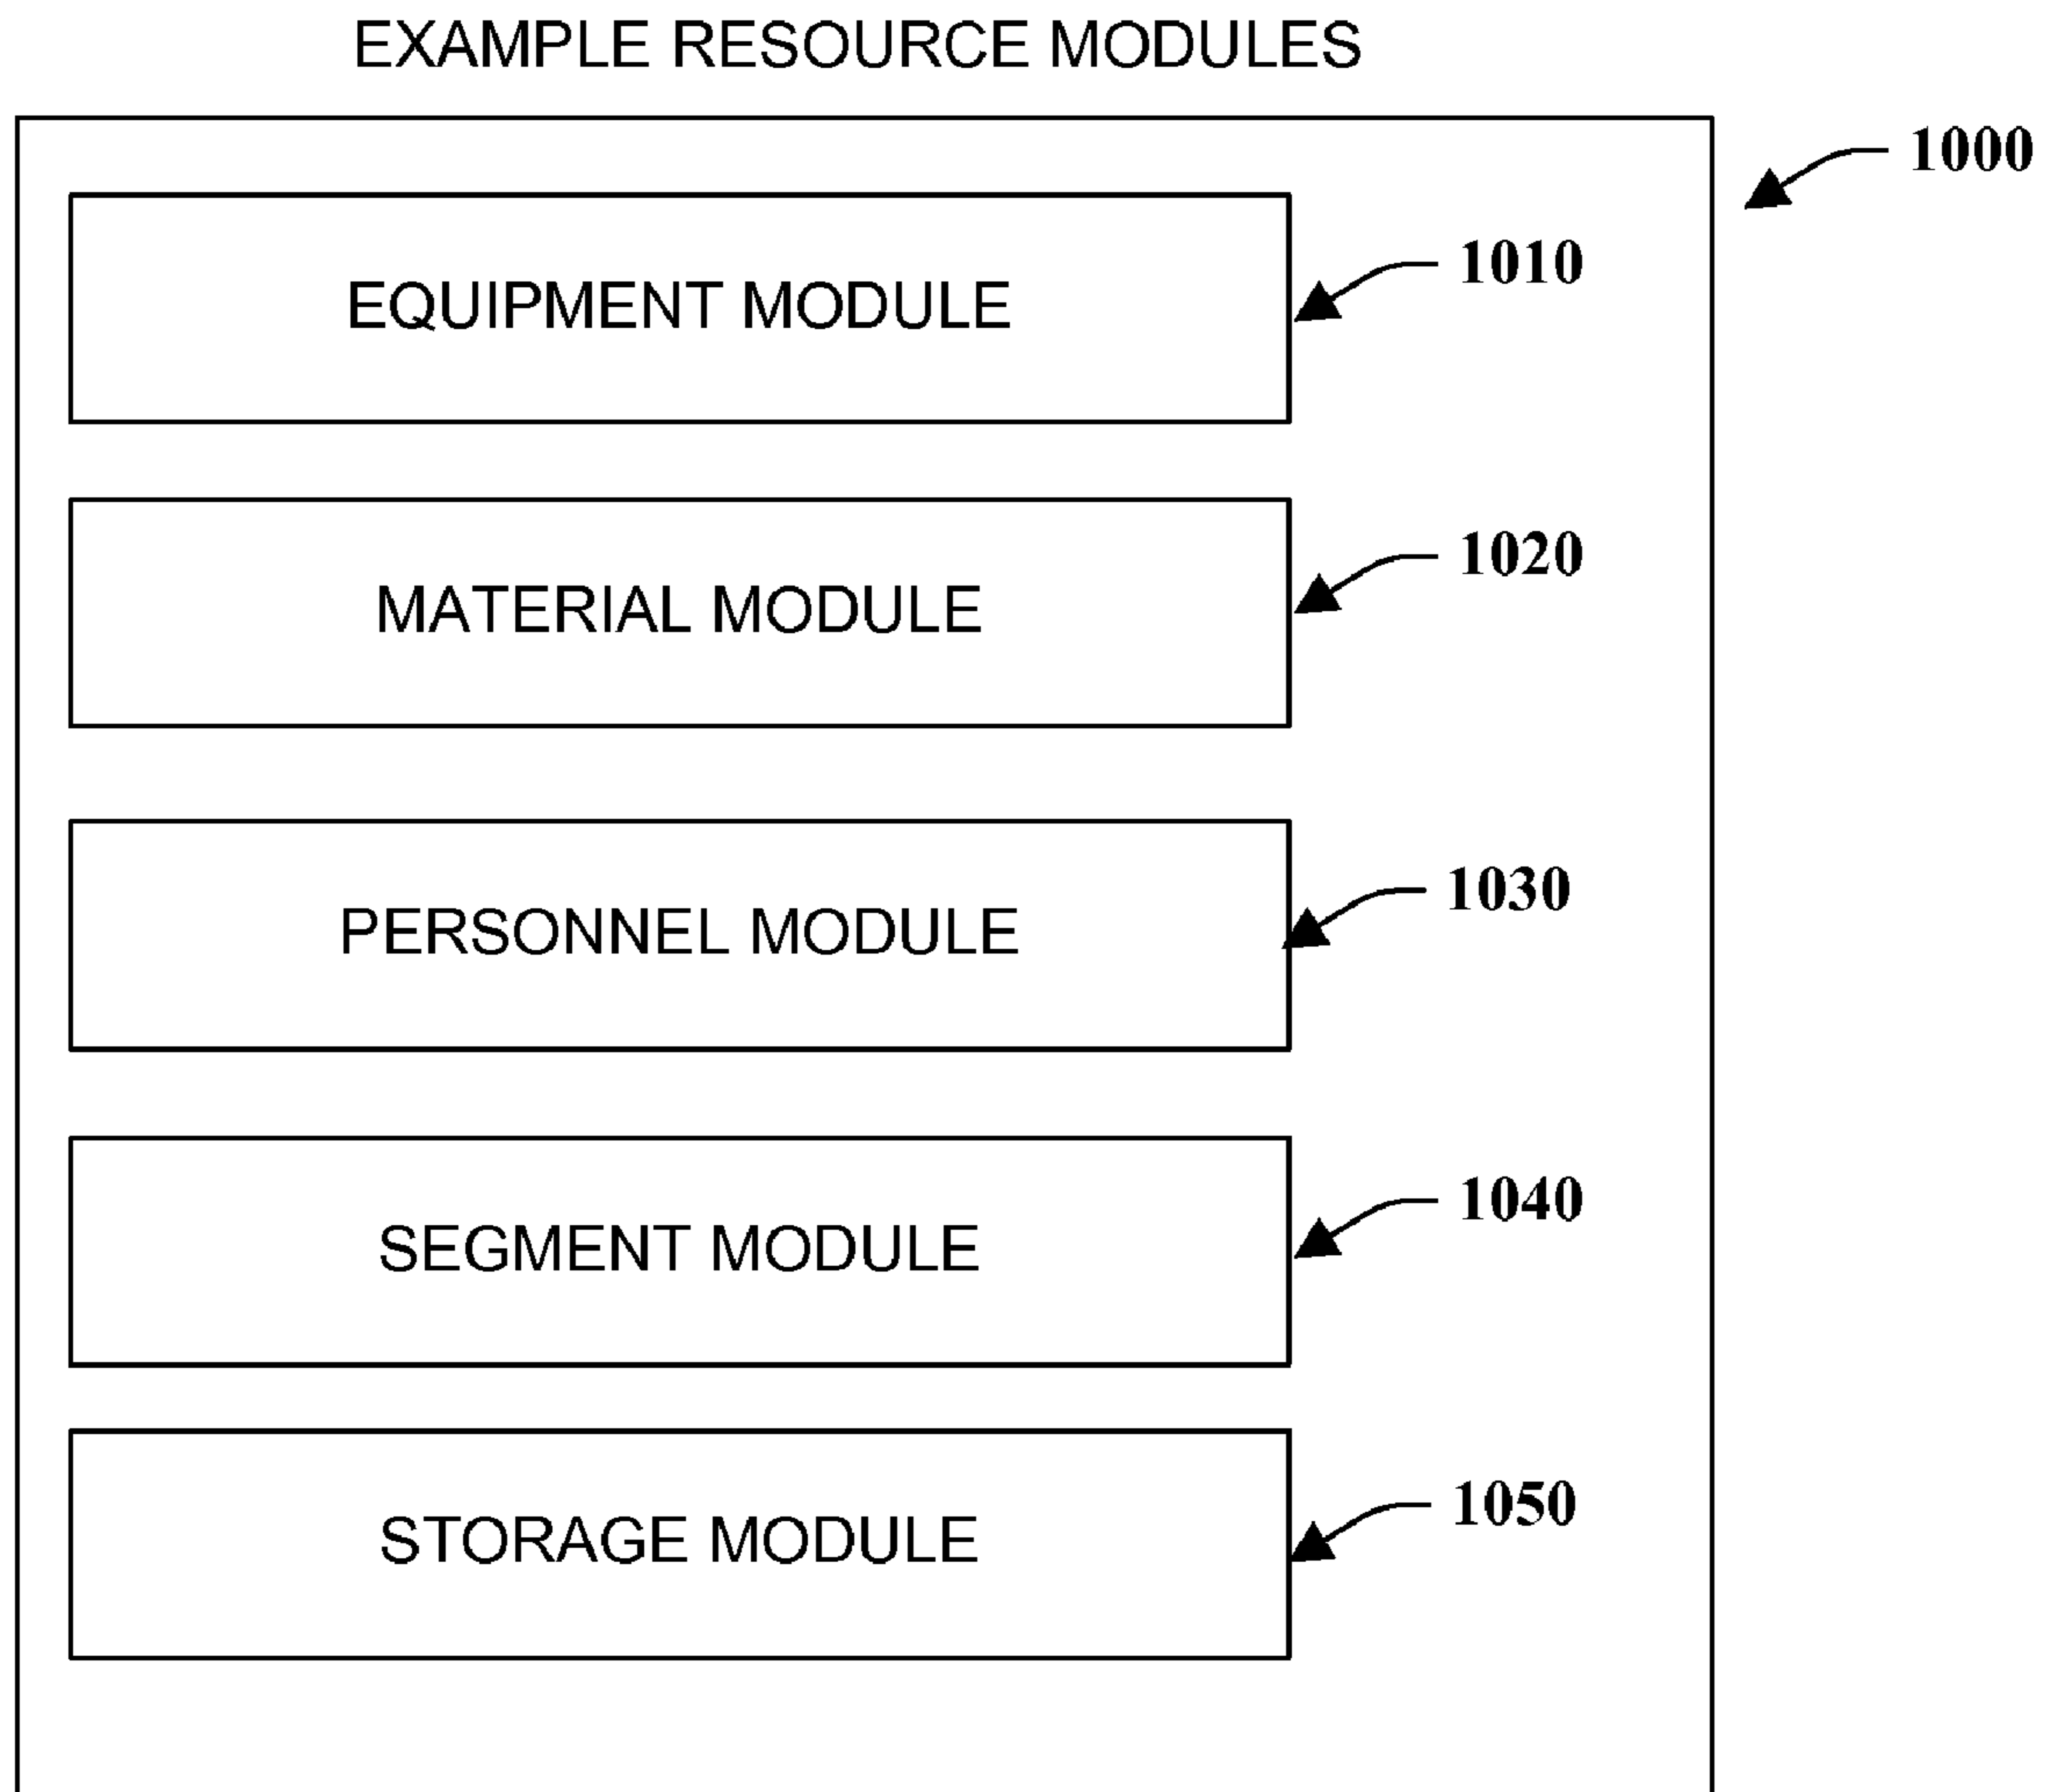 EXAMPLE RESOURCE MODULES
1000
EQUIPMENT MODULE
1010
MATERIAL MODULE
1020
PERSONNEL MODULE
1030
SEGMENT MODULE
1040
STORAGE MODULE
1050